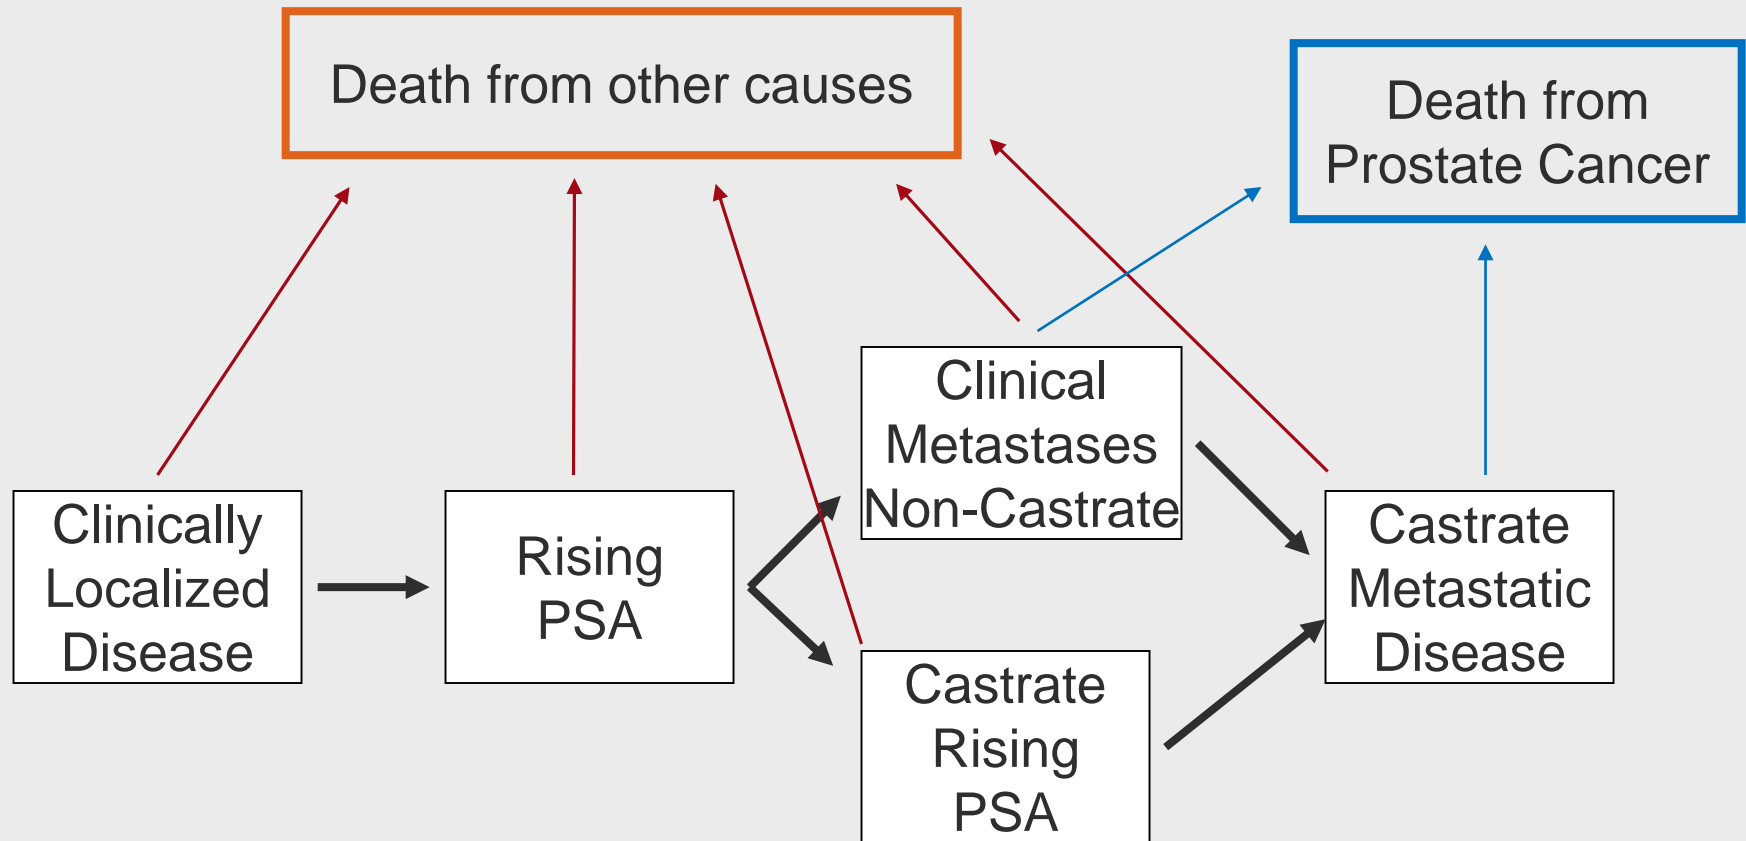 Death from other causes
Death from
Prostate Cancer
Clinical
Metastases
Non-Castrate
Clinically
Localized
Disease
Rising
PSA
Castrate
Metastatic
Disease
Castrate
Rising
PSA